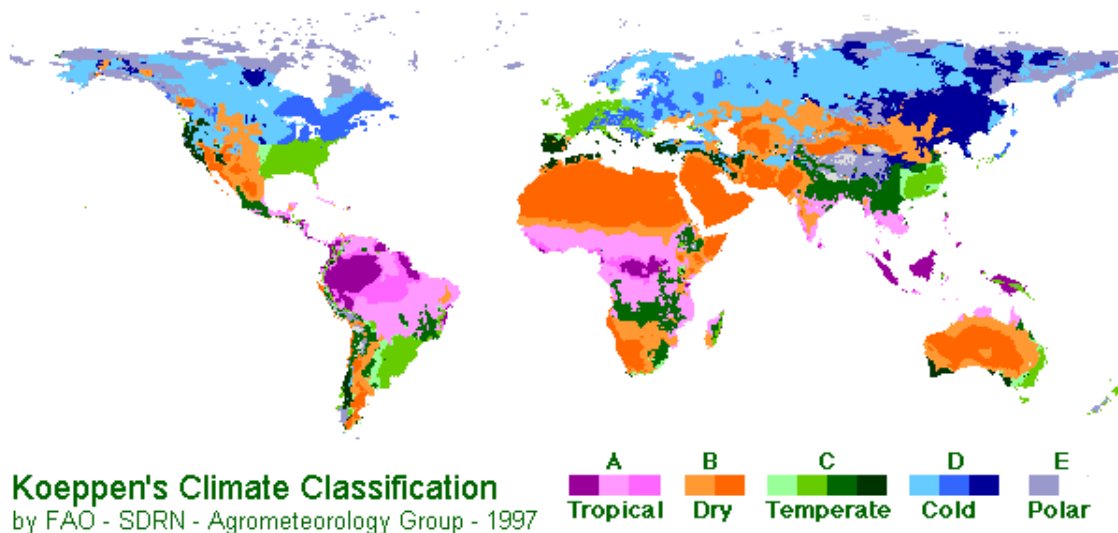 A B C D E
Koeppen's Climate Classification
Tropical Dry Temperate Cold Polar
by FAO - SDRN - Agrometeorology Group - 1997